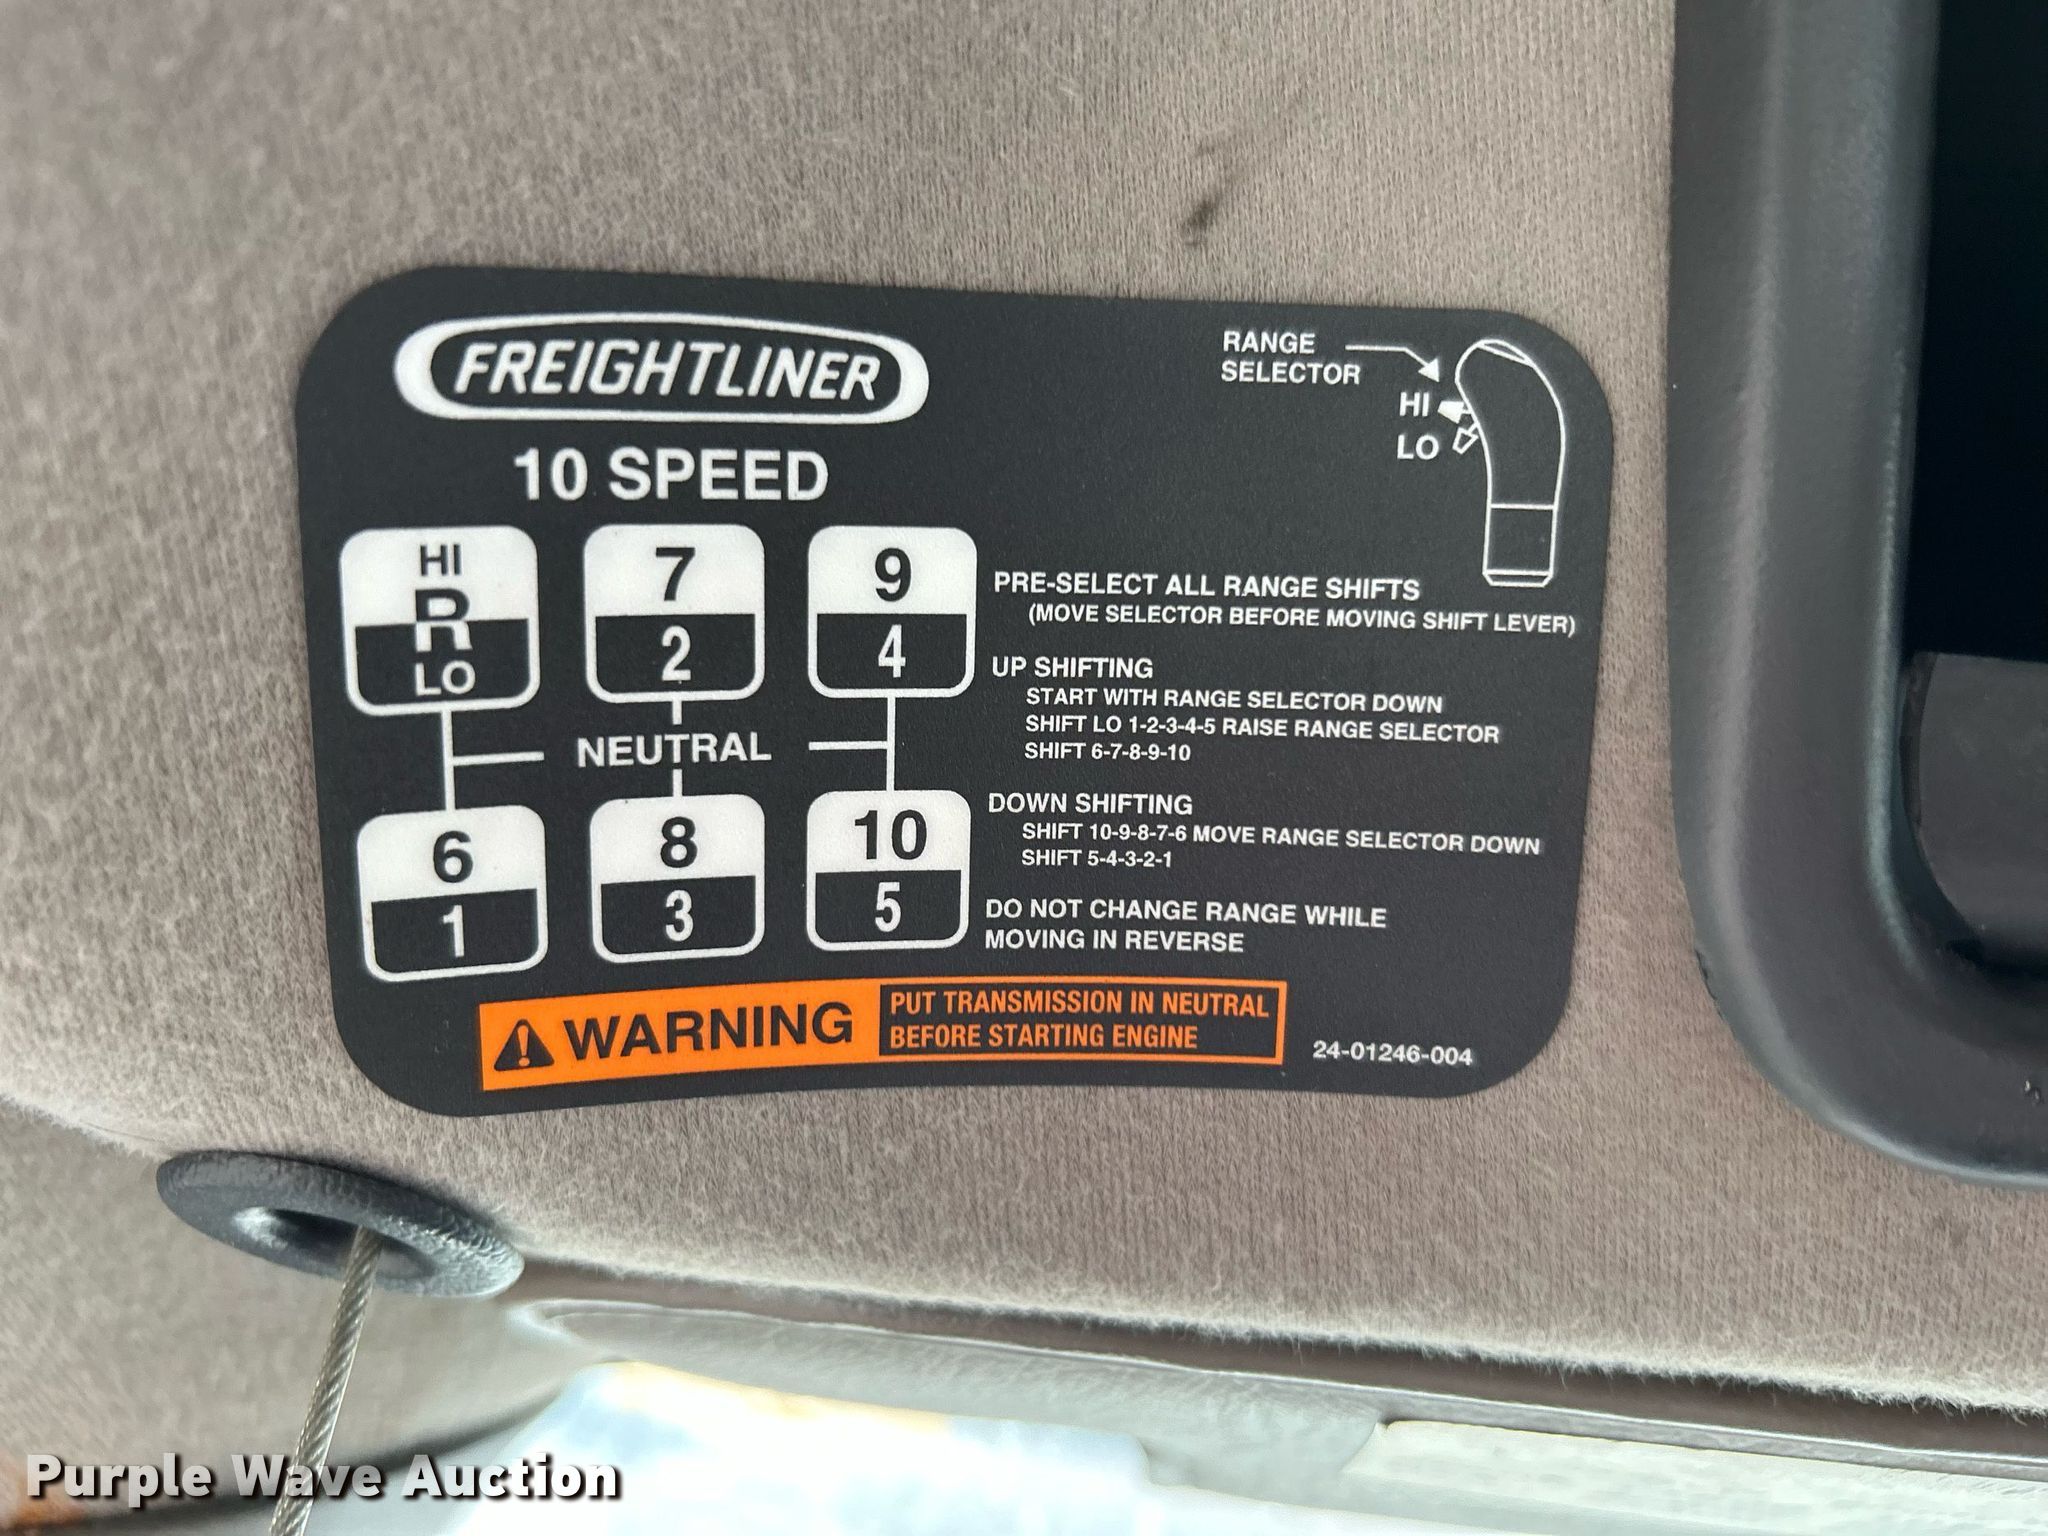 FREIGHTLINER
10 SPEED
RANGE
SELECTOR
HI
LO
HI
R
LO
7
2
9
4
NEUTRAL
6
1
8
3
10
5
PRE-SELECT ALL RANGE SHIFTS
(MOVE SELECTOR BEFORE MOVING SHIFT LEVER)
UP SHIFTING
START WITH RANGE SELECTOR DOWN
SHIFT LO 1-2-3-4-5 RAISE RANGE SELECTOR
SHIFT 6-7-8-9-10
DOWN SHIFTING
SHIFT 10-9-8-7-6 MOVE RANGE SELECTOR DOWN
SHIFT 5-4-3-2-1
DO NOT CHANGE RANGE WHILE
MOVING IN REVERSE
WARNING
PUT TRANSMISSION IN NEUTRAL
BEFORE STARTING ENGINE
24-01246-004
Purple Wave Auction